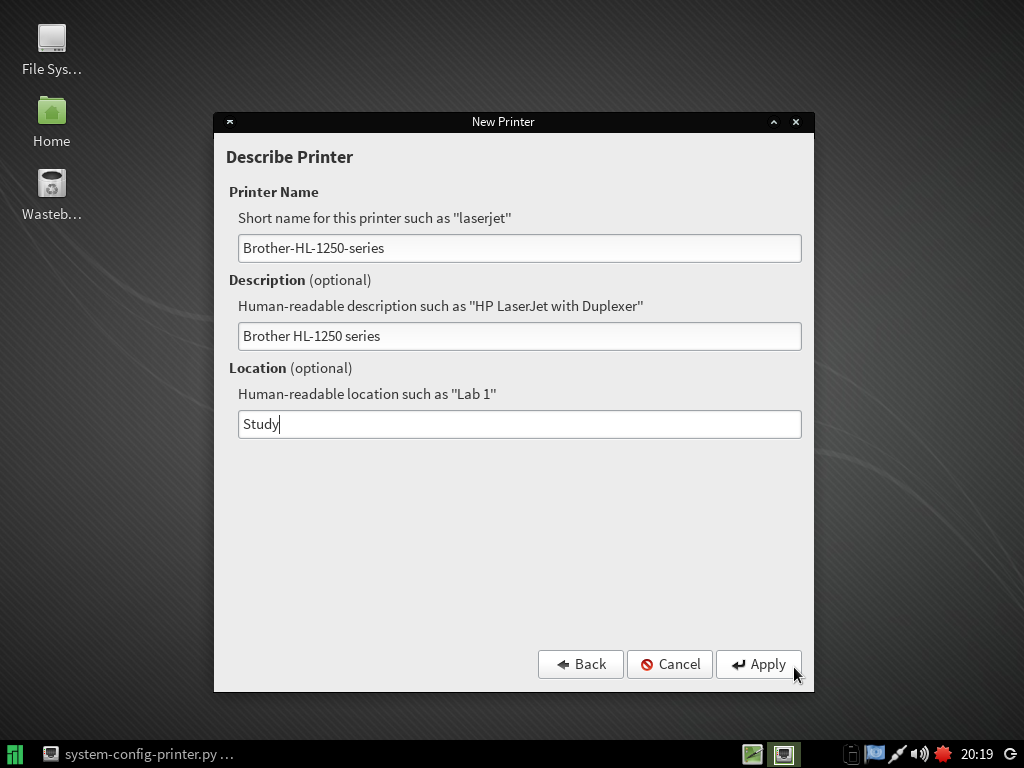 File Sys...
Home
Wasteb...
New Printer
Describe Printer
Printer Name
Short name for this printer such as "laserjet"
Brother-HL-1250-series
Description (optional)
Human-readable description such as "HP LaserJet with Duplexer"
Brother HL-1250 series
Location (optional)
Human-readable location such as "Lab 1"
Study
Back Cancel Apply
system-config-printer.py ... 20:19